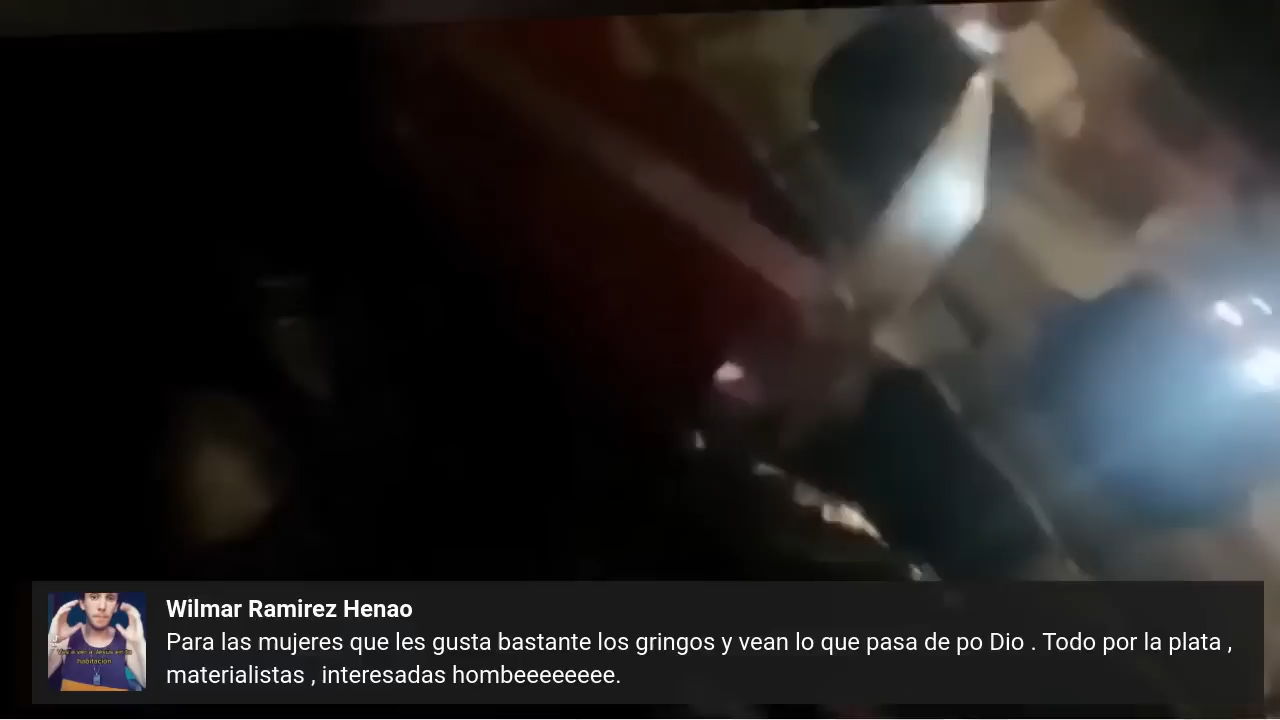 Wilmar Ramirez Henao
Para las mujeres que les gusta bastante los gringos y vean lo que pasa de po Dio . Todo por la plata ,
materialistas , interesadas hombeeeeeeee.